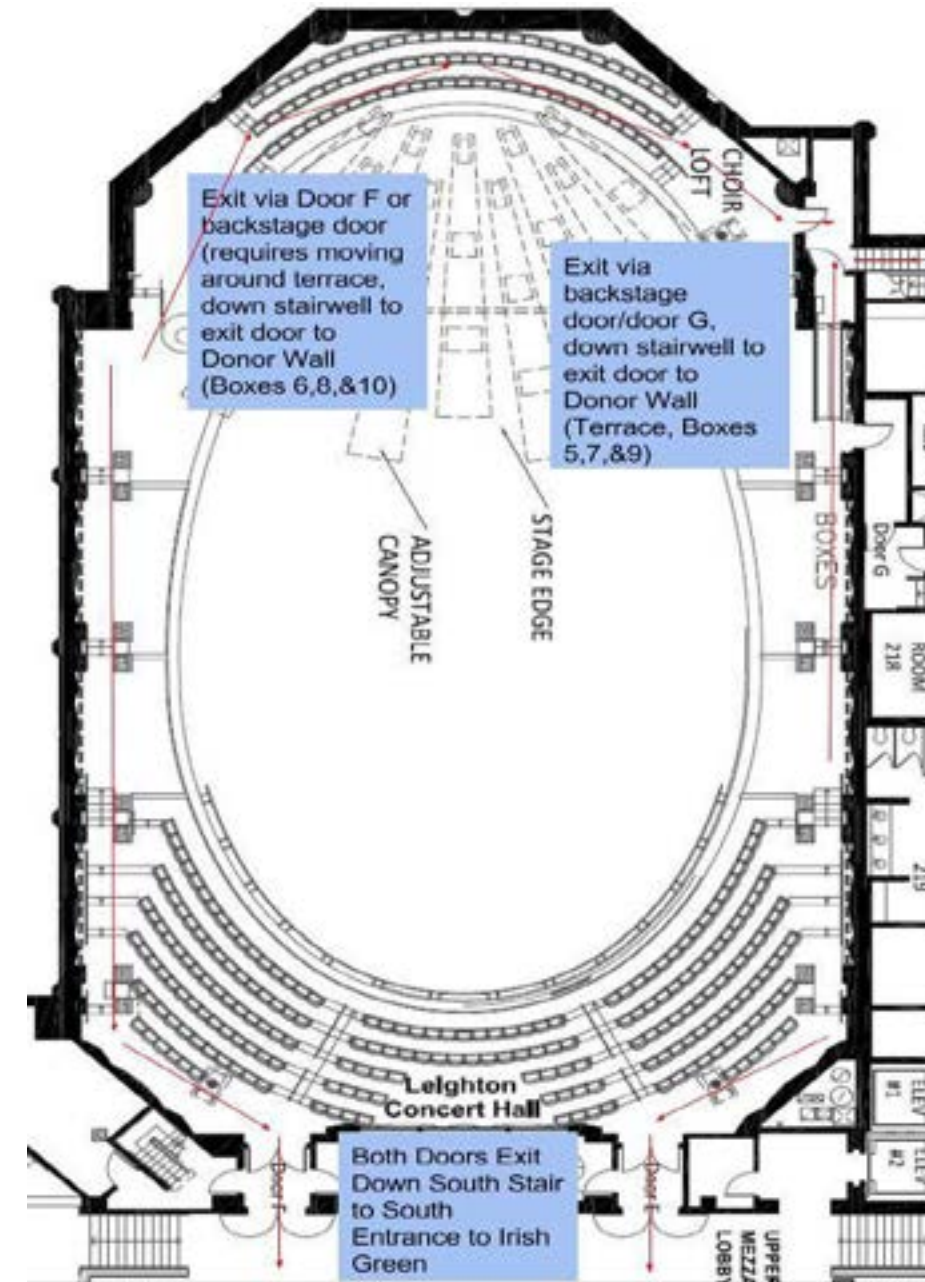 CHOIR
LOFT
Exit via Door F or
backstage door
(requires moving
around terrace,
down stairwell to
exit door to
Donor Wall
(Boxes 6,8,&10)
Exit via
backstage
door/door G,
down stairwell to
exit door to
Donor Wall
(Terrace, Boxes
5,7,&9)
STAGE EDGE
ADJUSTABLE
CANOPY
BOXES
Door G
ROOM
218
219
Leighton
Concert Hall
ELEV
#1
ELEV
#2
Both Doors Exit
Down South Stair
to South
Entrance to Irish
Green
Door F
UPPER
MEZZA
LOBBY